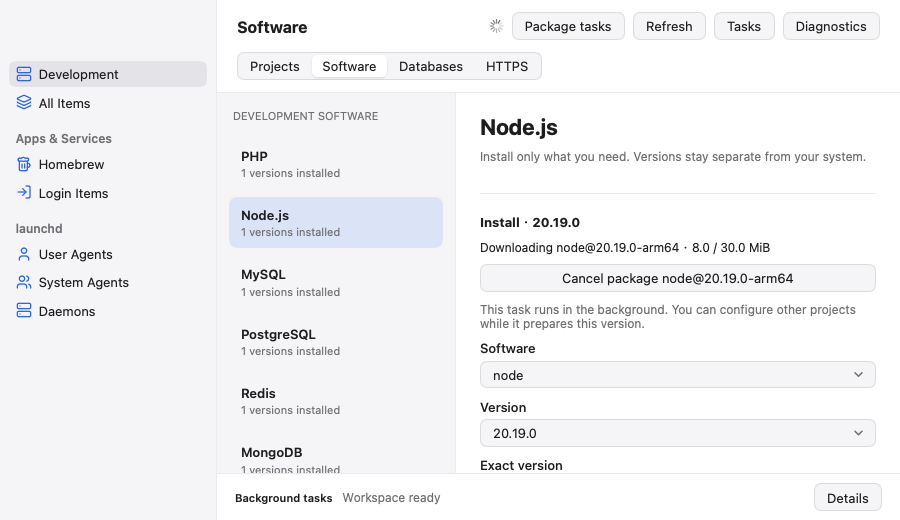 Software
Package tasks
Refresh
Tasks
Diagnostics
Projects
Software
Databases
HTTPS
Development
All Items
Apps & Services
Homebrew
Login Items
launchd
User Agents
System Agents
Daemons
DEVELOPMENT SOFTWARE
PHP
1 versions installed
Node.js
1 versions installed
MySQL
1 versions installed
PostgreSQL
1 versions installed
Redis
1 versions installed
MongoDB
1 versions installed
Node.js
Install only what you need. Versions stay separate from your system.
Install · 20.19.0
Downloading node@20.19.0-arm64 · 8.0 / 30.0 MiB
Cancel package node@20.19.0-arm64
This task runs in the background. You can configure other projects
while it prepares this version.
Software
node
Version
20.19.0
Exact version
Background tasks Workspace ready
Details